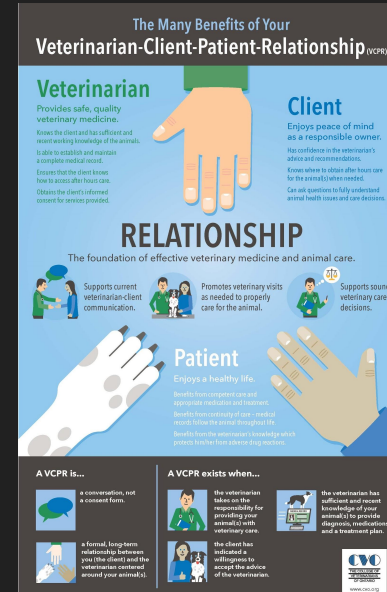 The Many Benefits of Your
Veterinarian-Client-Patient-Relationship (VCPR)
Veterinarian
Provides safe, quality
veterinary medicine.
Knows the client and has sufficient and
recent working knowledge of the animals.
Is able to establish and maintain
a complete medical record.
Ensures that the client knows
how to access after hours care.
Obtains the client's informed
consent for services provided.
Client
Enjoys peace of mind
as a responsible owner.
Has confidence in the veterinarian's
advice and recommendations.
Knows where to obtain after hours care
for the animal(s) when needed.
Can ask questions to fully understand
animal health issues and care decisions.
RELATIONSHIP
The foundation of effective veterinary medicine and animal care.
Supports current
veterinarian-client
communication.
Promotes veterinary visits
as needed to properly
care for the animal.
Supports soun
veterinary care
decisions.
Patient
Enjoys a healthy life.
Benefits from competent care and
appropriate medication and treatment.
Benefits from continuity of care – medical
records follow the animal throughout life.
Benefits from the veterinarian's knowledge which
protects him/her from adverse drug reactions.
A VCPR is...
a conversation, not
a consent form.
a formal, long-term
relationship between
you (the client) and the
veterinarian centered
around your animal(s).
A VCPR exists when...
the veterinarian
takes on the
responsibility for
providing your
animal(s) with
veterinary care.
the client has
indicated a
willingness to
accept the advice
of the veterinarian.
the veterinarian has
sufficient and recent
knowledge of your
animal(s) to provide
diagnosis, medications
and a treatment plan.
CVO
THE COLLEGE OF
VETERINARIANS
OF ONTARIO
www.cvo.org